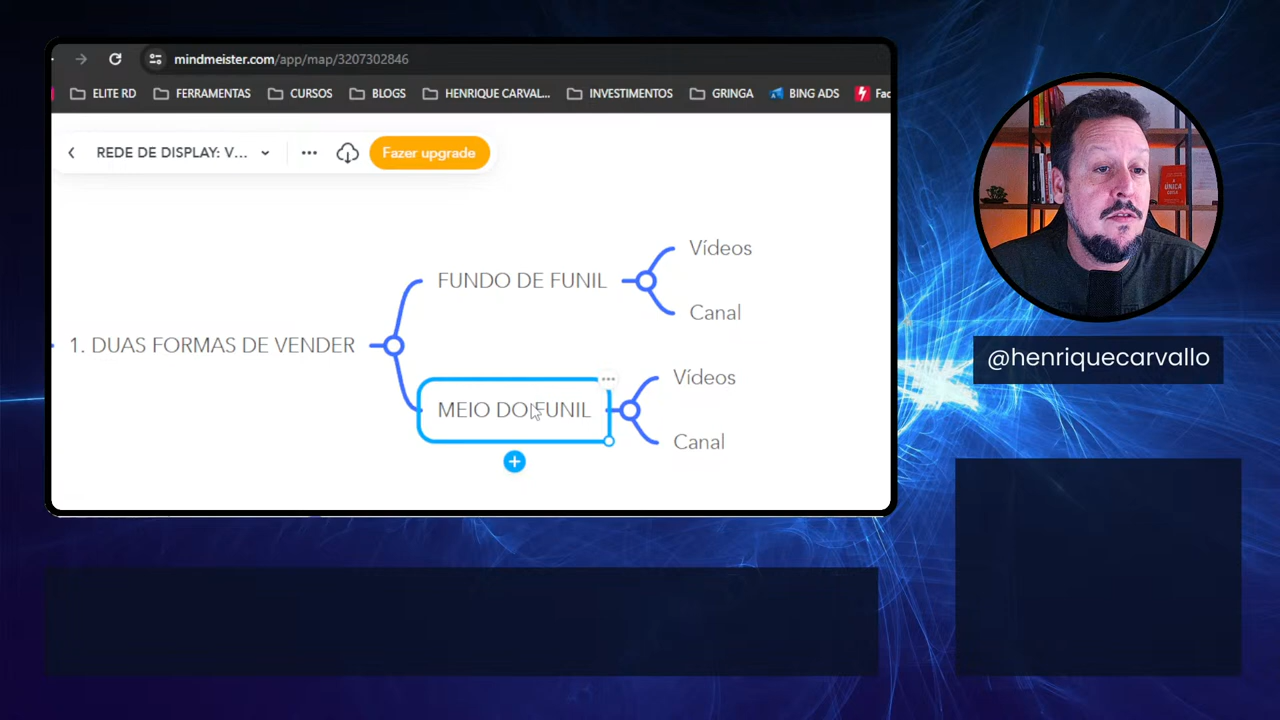 mindmeister.com/app/map/3207302846
ELITE RD
FERRAMENTAS
CURSOS
BLOGS
HENRIQUE CARVAL...
INVESTIMENTOS
GRINGA
BING ADS
Fac
REDE DE DISPLAY: V...
Fazer upgrade
Vídeos
FUNDO DE FUNIL
Canal
1. DUAS FORMAS DE VENDER
Vídeos
MEIO DO FUNIL
Canal
A ÚNICA
@henriquecarvallo